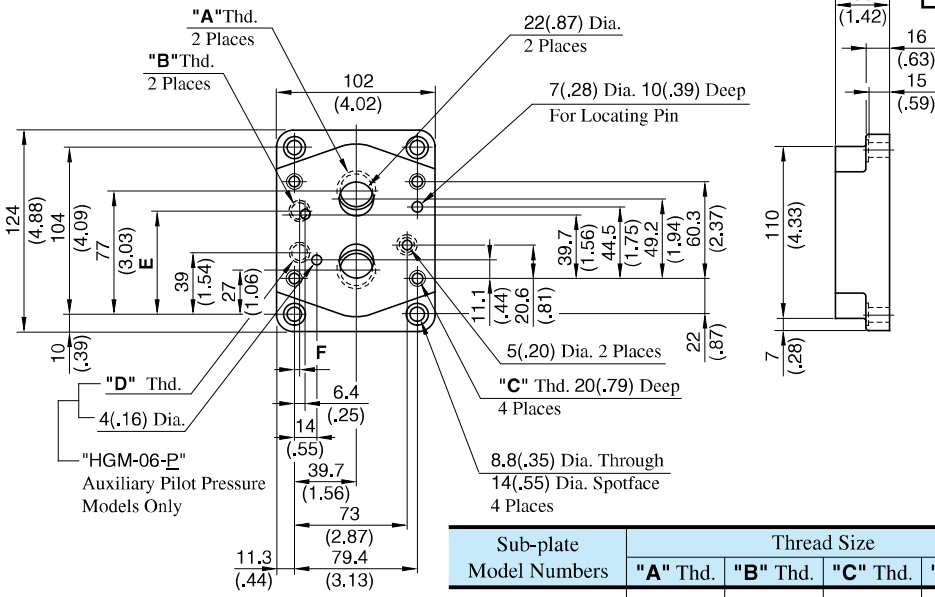 "A" Thd.
2 Places
"B" Thd.
2 Places
22(.87) Dia.
2 Places
7(.28) Dia. 10(.39) Deep
For Locating Pin
102
(4.02)
(1.42)
16
(.63)
15
(.59)
124
(4.88)
104
(4.09)
77
(3.03)
E
39
(1.54)
27
(1.06)
10
(.39)
39.7
(1.56)
44.5
(1.75)
49.2
(1.94)
60.3
(2.37)
11.1
(.44)
20.6
(.81)
22
(.87)
110
(4.33)
7
(.28)
F
6.4
(.25)
14
(.55)
39.7
(1.56)
73
(2.87)
11.3
(.44)
79.4
(3.13)
"D" Thd.
4(.16) Dia.
"HGM-06-P"
Auxiliary Pilot Pressure
Models Only
5(.20) Dia. 2 Places
"C" Thd. 20(.79) Deep
4 Places
8.8(.35) Dia. Through
14(.55) Dia. Spotface
4 Places
Sub-plate
Model Numbers
Thread Size
"A" Thd.
"B" Thd.
"C" Thd.